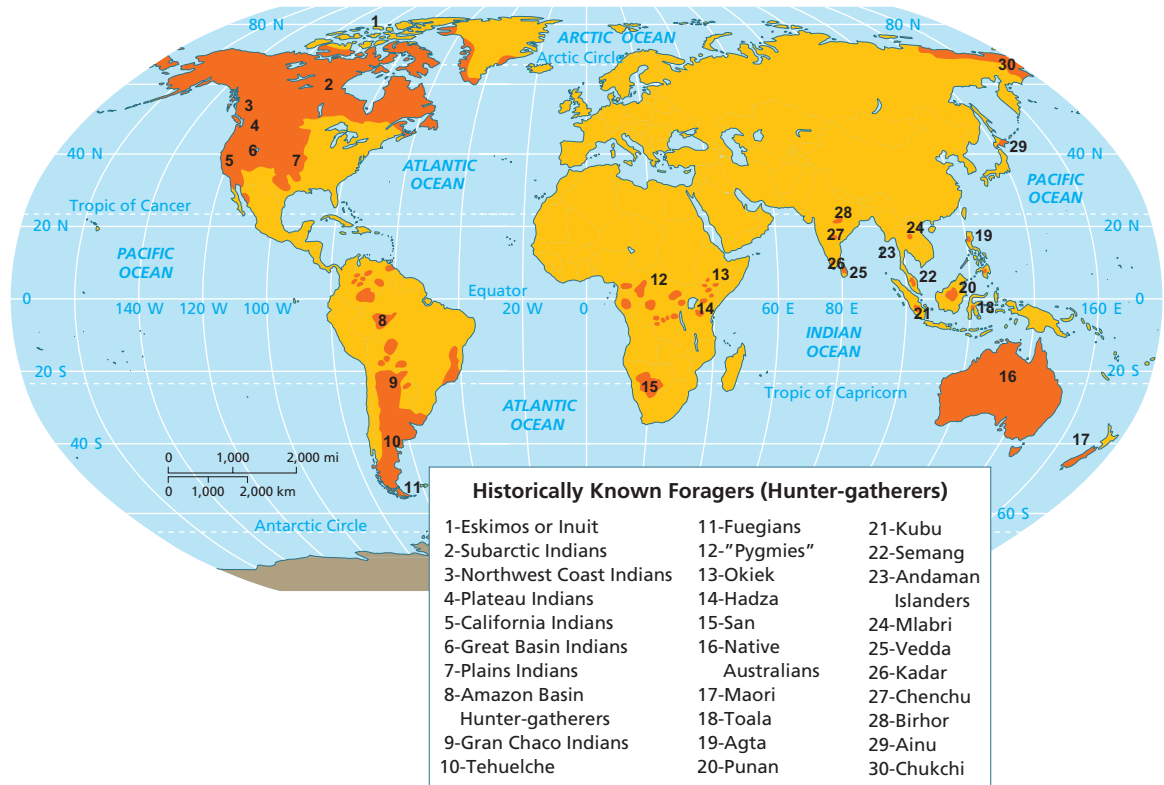 80 N
1
80 N
ARCTIC OCEAN
Arctic Circle
30
2
3
4
29
40 N
5
6
7
ATLANTIC
OCEAN
40 N
PACIFIC
OCEAN
Tropic of Cancer
20 N
28
27
24
19
20 N
PACIFIC
OCEAN
23
26
25
12
13
22
20
0
140 W
120 W
100 W
Equator
20 W
0
14
60 E
80 E
21
18
160 E
0
8
INDIAN
OCEAN
20 S
9
15
Tropic of Capricorn
16
20 S
ATLANTIC
OCEAN
40 S
10
17
0
1,000
2,000 mi
0
1,000
2,000 km
11
Antarctic Circle
60 S
Historically Known Foragers (Hunter-gatherers)
1-Eskimos or Inuit
2-Subarctic Indians
3-Northwest Coast Indians
4-Plateau Indians
5-California Indians
6-Great Basin Indians
7-Plains Indians
8-Amazon Basin
Hunter-gatherers
9-Gran Chaco Indians
10-Tehuelche
11-Fuegians
12-”Pygmies”
13-Okiek
14-Hadza
15-San
16-Native
Australians
17-Maori
18-Toala
19-Agta
20-Punan
21-Kubu
22-Semang
23-Andaman
Islanders
24-Mlabri
25-Vedda
26-Kadar
27-Chenchu
28-Birhor
29-Ainu
30-Chukchi